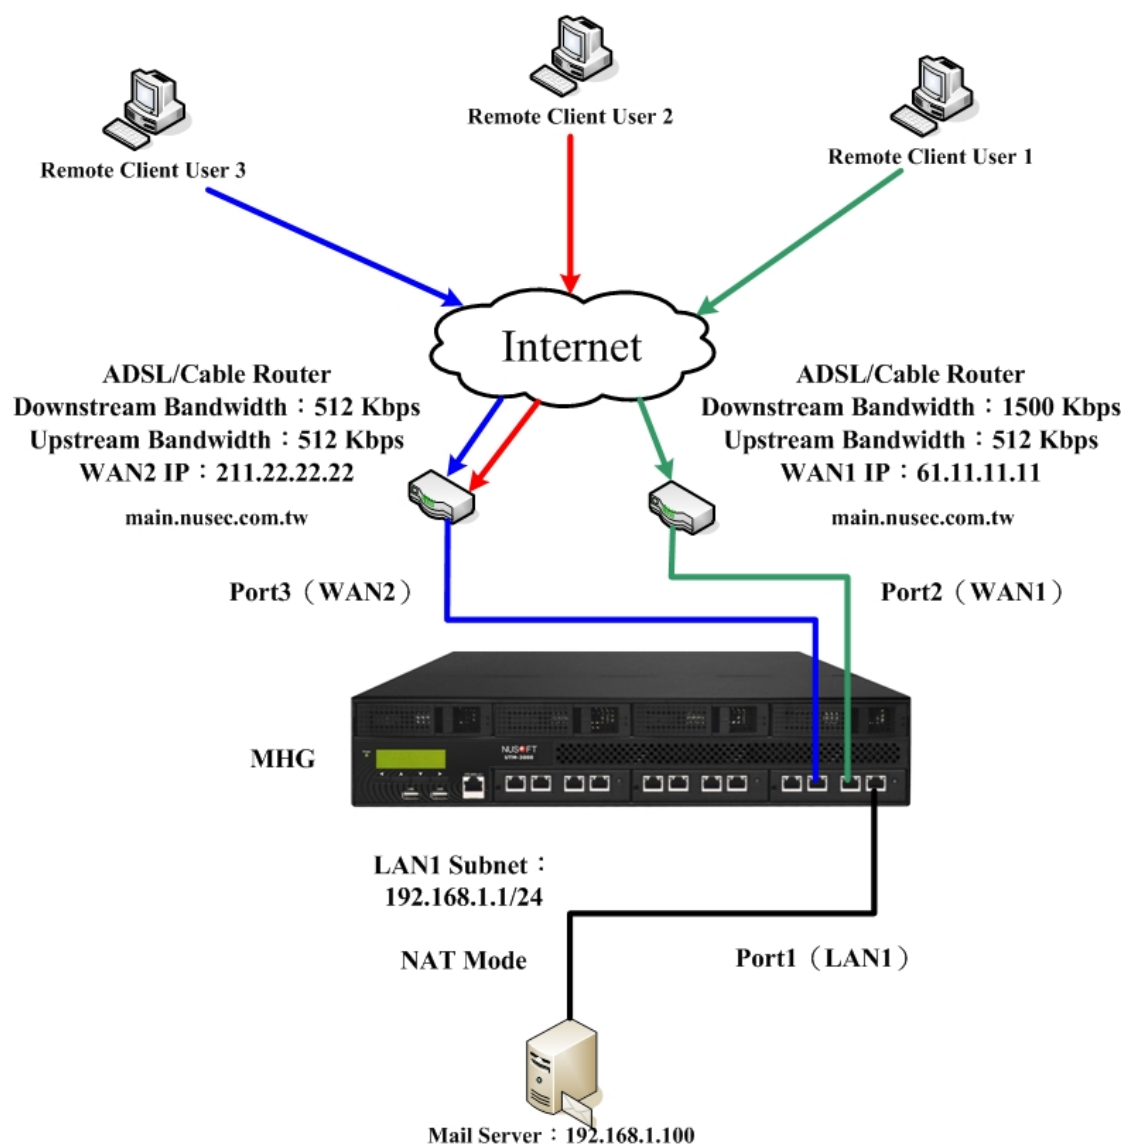 Remote Client User 2
Remote Client User 3
Remote Client User 1
Internet
ADSL/Cable Router
Downstream Bandwidth：512 Kbps
Upstream Bandwidth：512 Kbps
WAN2 IP：211.22.22.22
main.nusec.com.tw
ADSL/Cable Router
Downstream Bandwidth：1500 Kbps
Upstream Bandwidth：512 Kbps
WAN1 IP：61.11.11.11
main.nusec.com.tw
Port3（WAN2）
Port2（WAN1）
MHG
NUSOFT
UTM-3000
LAN1 Subnet：
192.168.1.1/24
NAT Mode
Port1（LAN1）
Mail Server：192.168.1.100